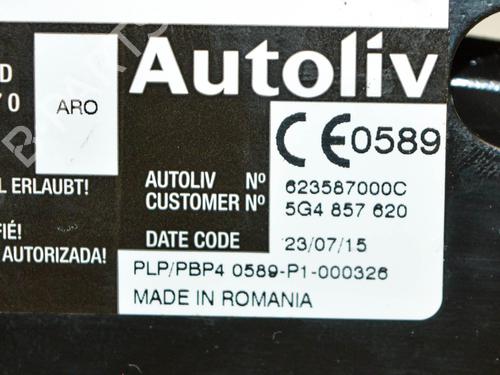 Autoliv
D
70
ARO
CE0589
L ERLAUBT!
AUTOLIV Nº 623587000C
CUSTOMER Nº 5G4 857 620
FIÉ!
AUTORIZADA!
DATE CODE 23/07/15
PLP/PBP4 0589-P1-000326
MADE IN ROMANIA